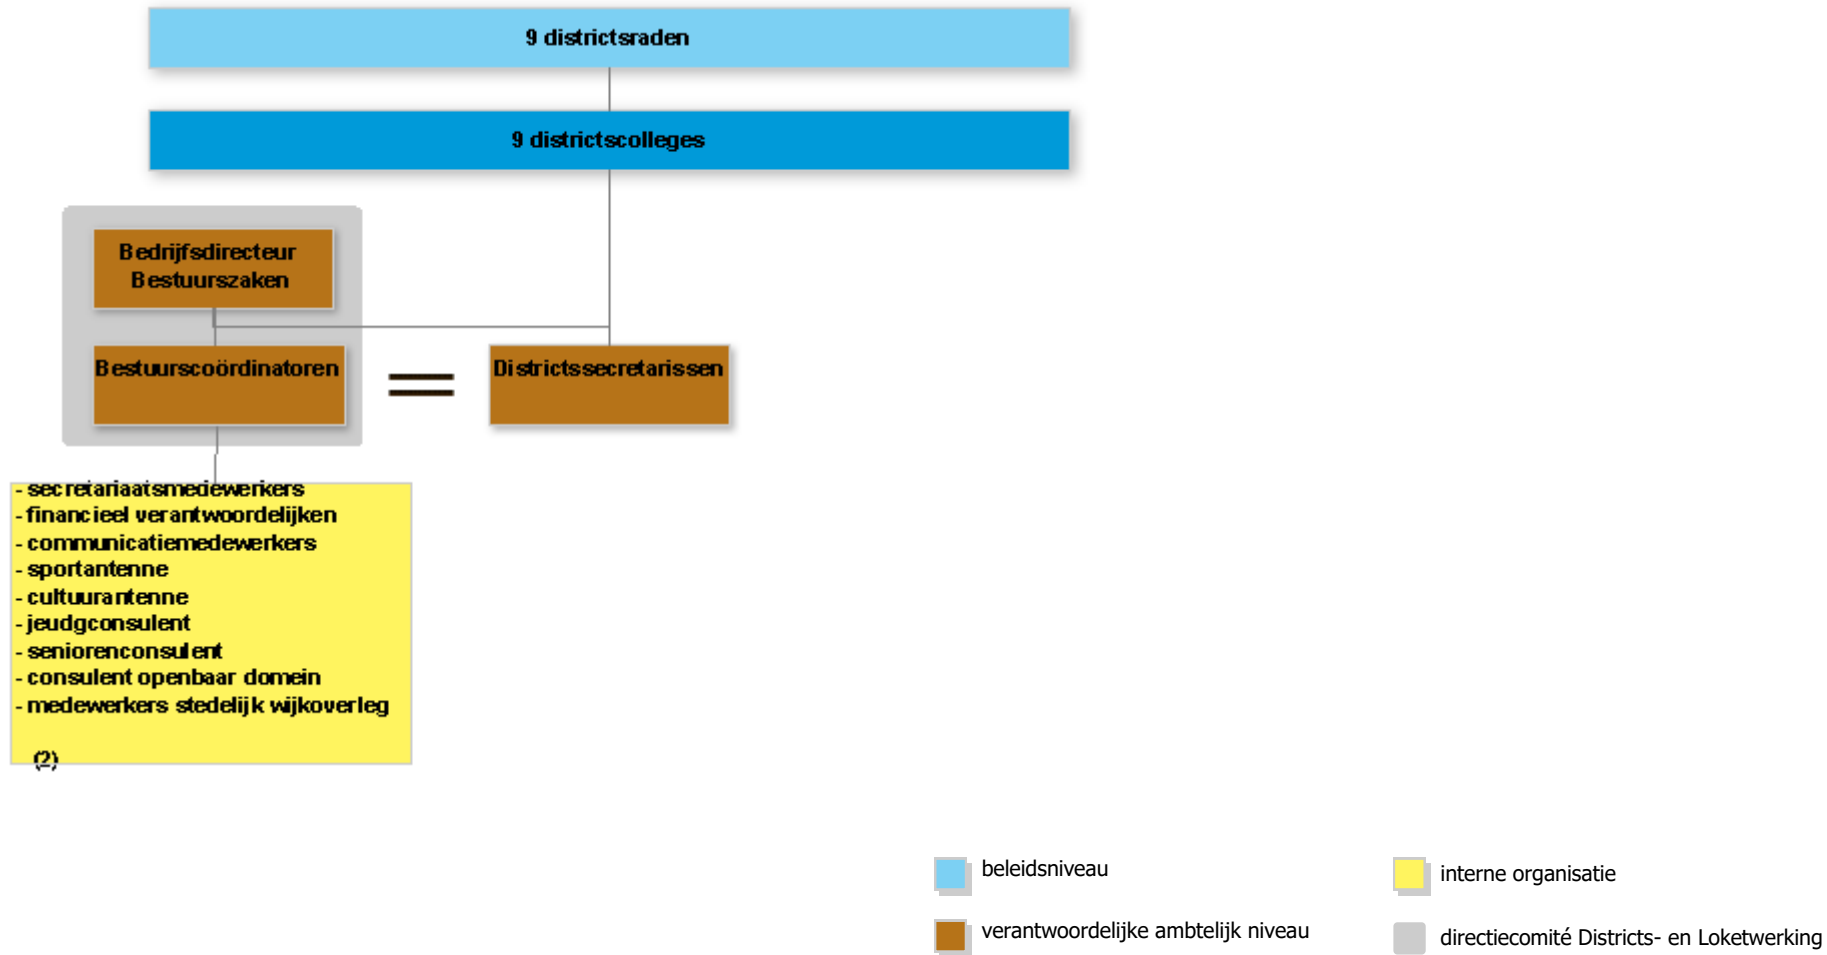 9 districtsraden
9 districtscolleges
Bedrijfsdirecteur
Bestuurszaken
Bestuurscoördinatoren
Districtssecretarissen
- secretariaatsmedewerkers
- financieel verantwoordelijken
- communicatiemedewerkers
- sportantenne
- cultuurantenne
- jeudgconsulent
- seniorenconsulent
- consulent openbaar domein
- medewerkers stedelijk wijkoverleg
(2)
beleidsniveau
interne organisatie
verantwoordelijke ambtelijk niveau
directiecomité Districts- en Loketwerking